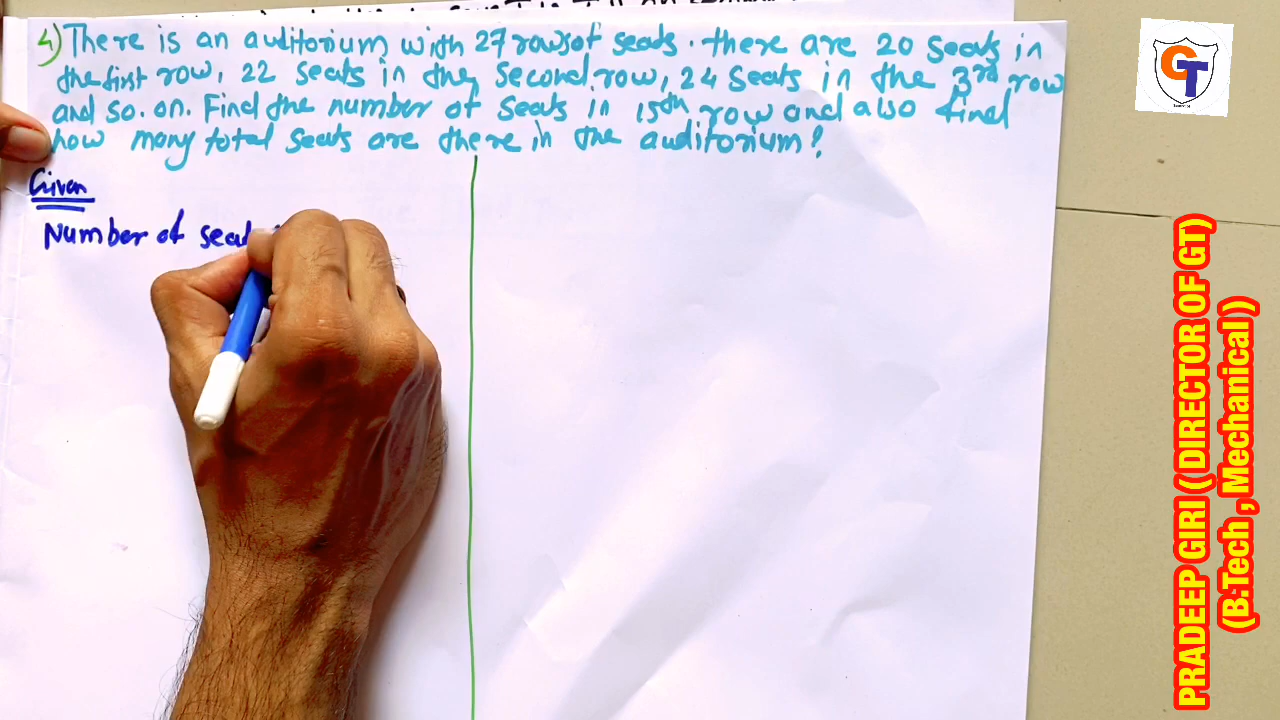 4) There is an auditorium with 27 rows of seats. there are 20 seats in
the first row, 22 seats in the second row, 24 seats in the 3rd row
and so. on. Find the number of seats in 15th row and also find
how many total seats are there in the auditorium?
Given
Number of seat
GT
PRADEEP GIRI ( DIRECTOR OF GT)
(B.Tech , Mechanical )